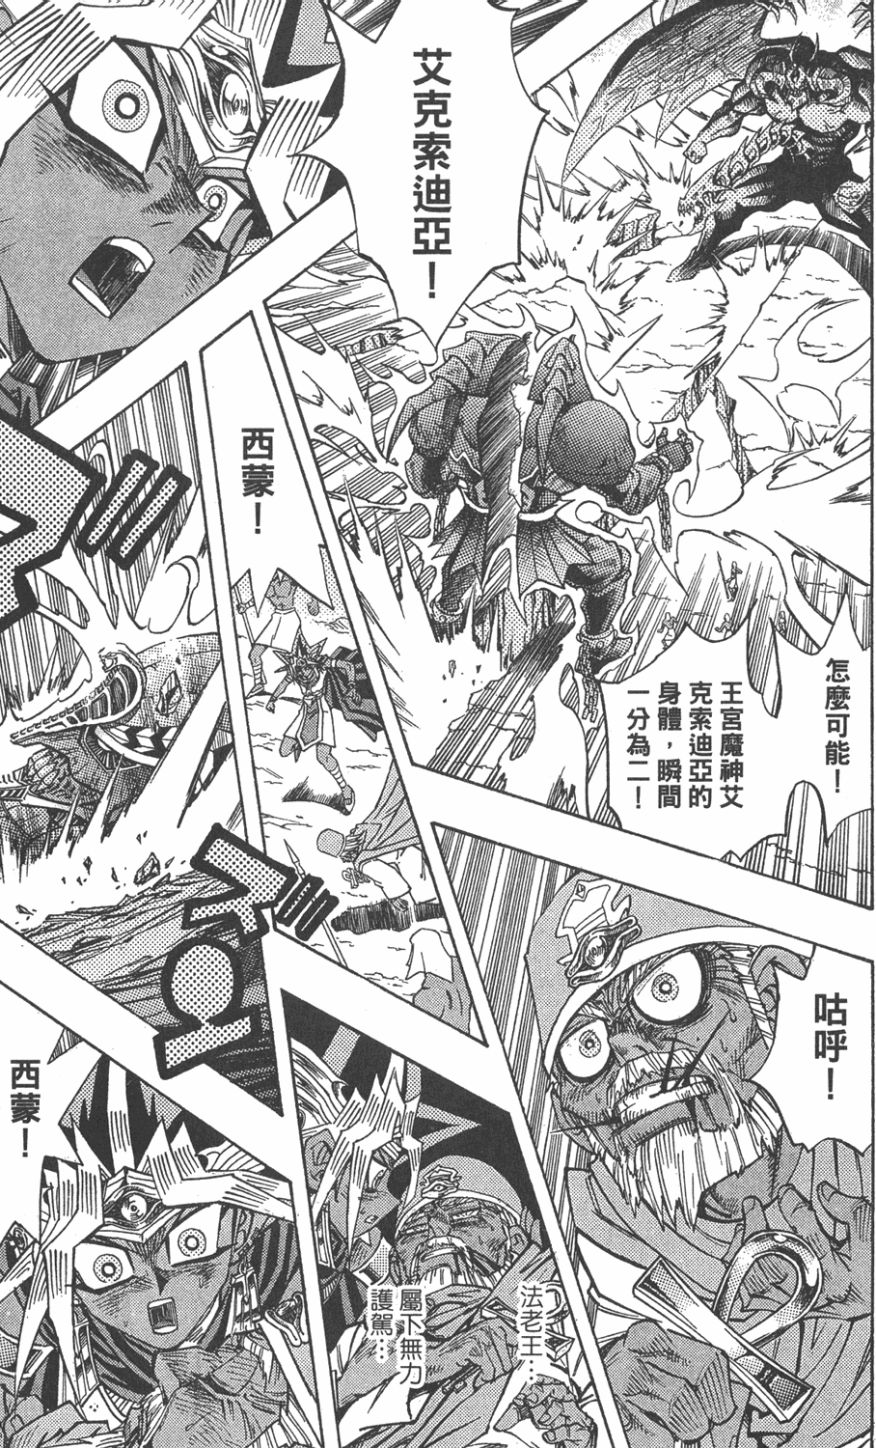 艾克索迪亞！
怎麼可能！
王宮魔神艾
克索迪亞的
身體，瞬間
一分為二！
西蒙！
咕呼！
法老王…
屬下無力
護駕…
西蒙！